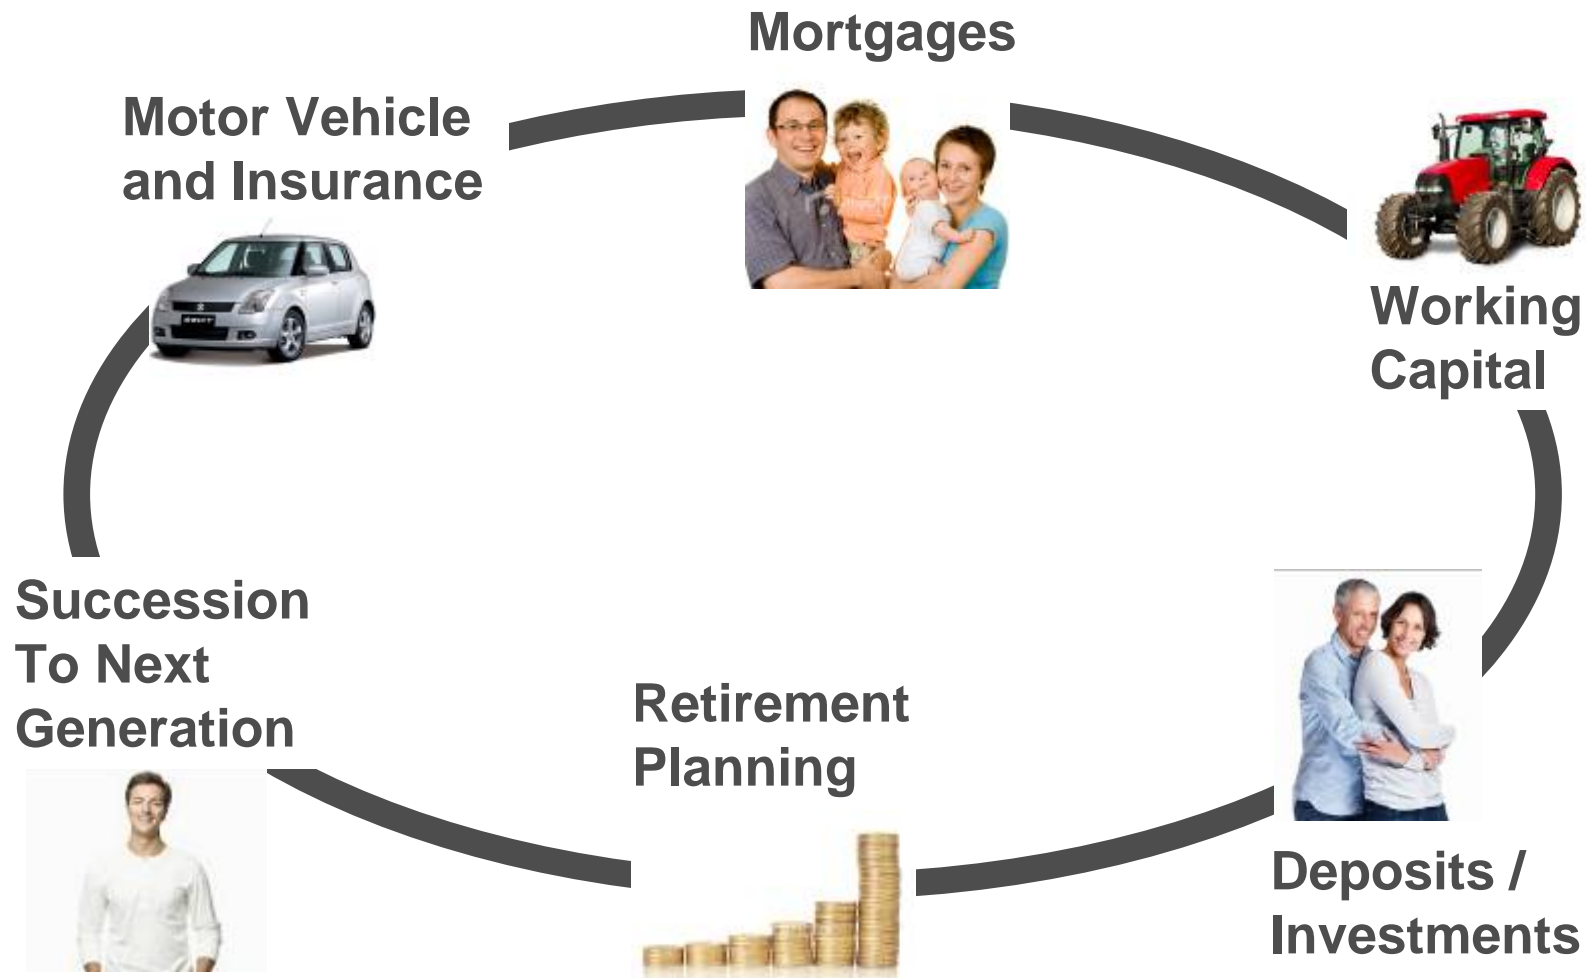 Mortgages
Motor Vehicle
and Insurance
Working
Capital
Succession
To Next
Generation
Retirement
Planning
Deposits /
Investments